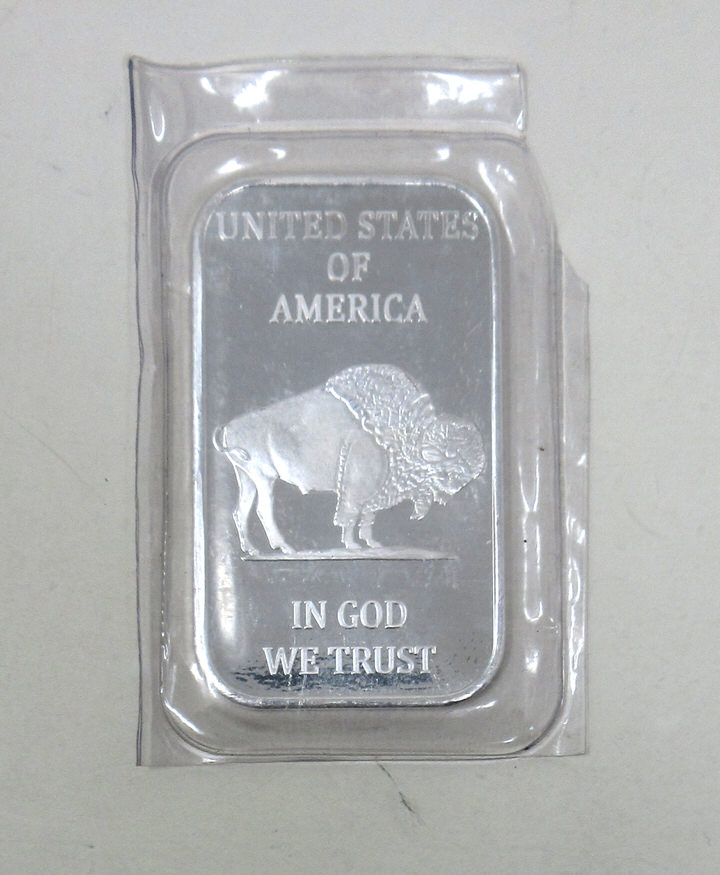 UNITED STATES
OF
AMERICA
IN GOD
WE TRUST